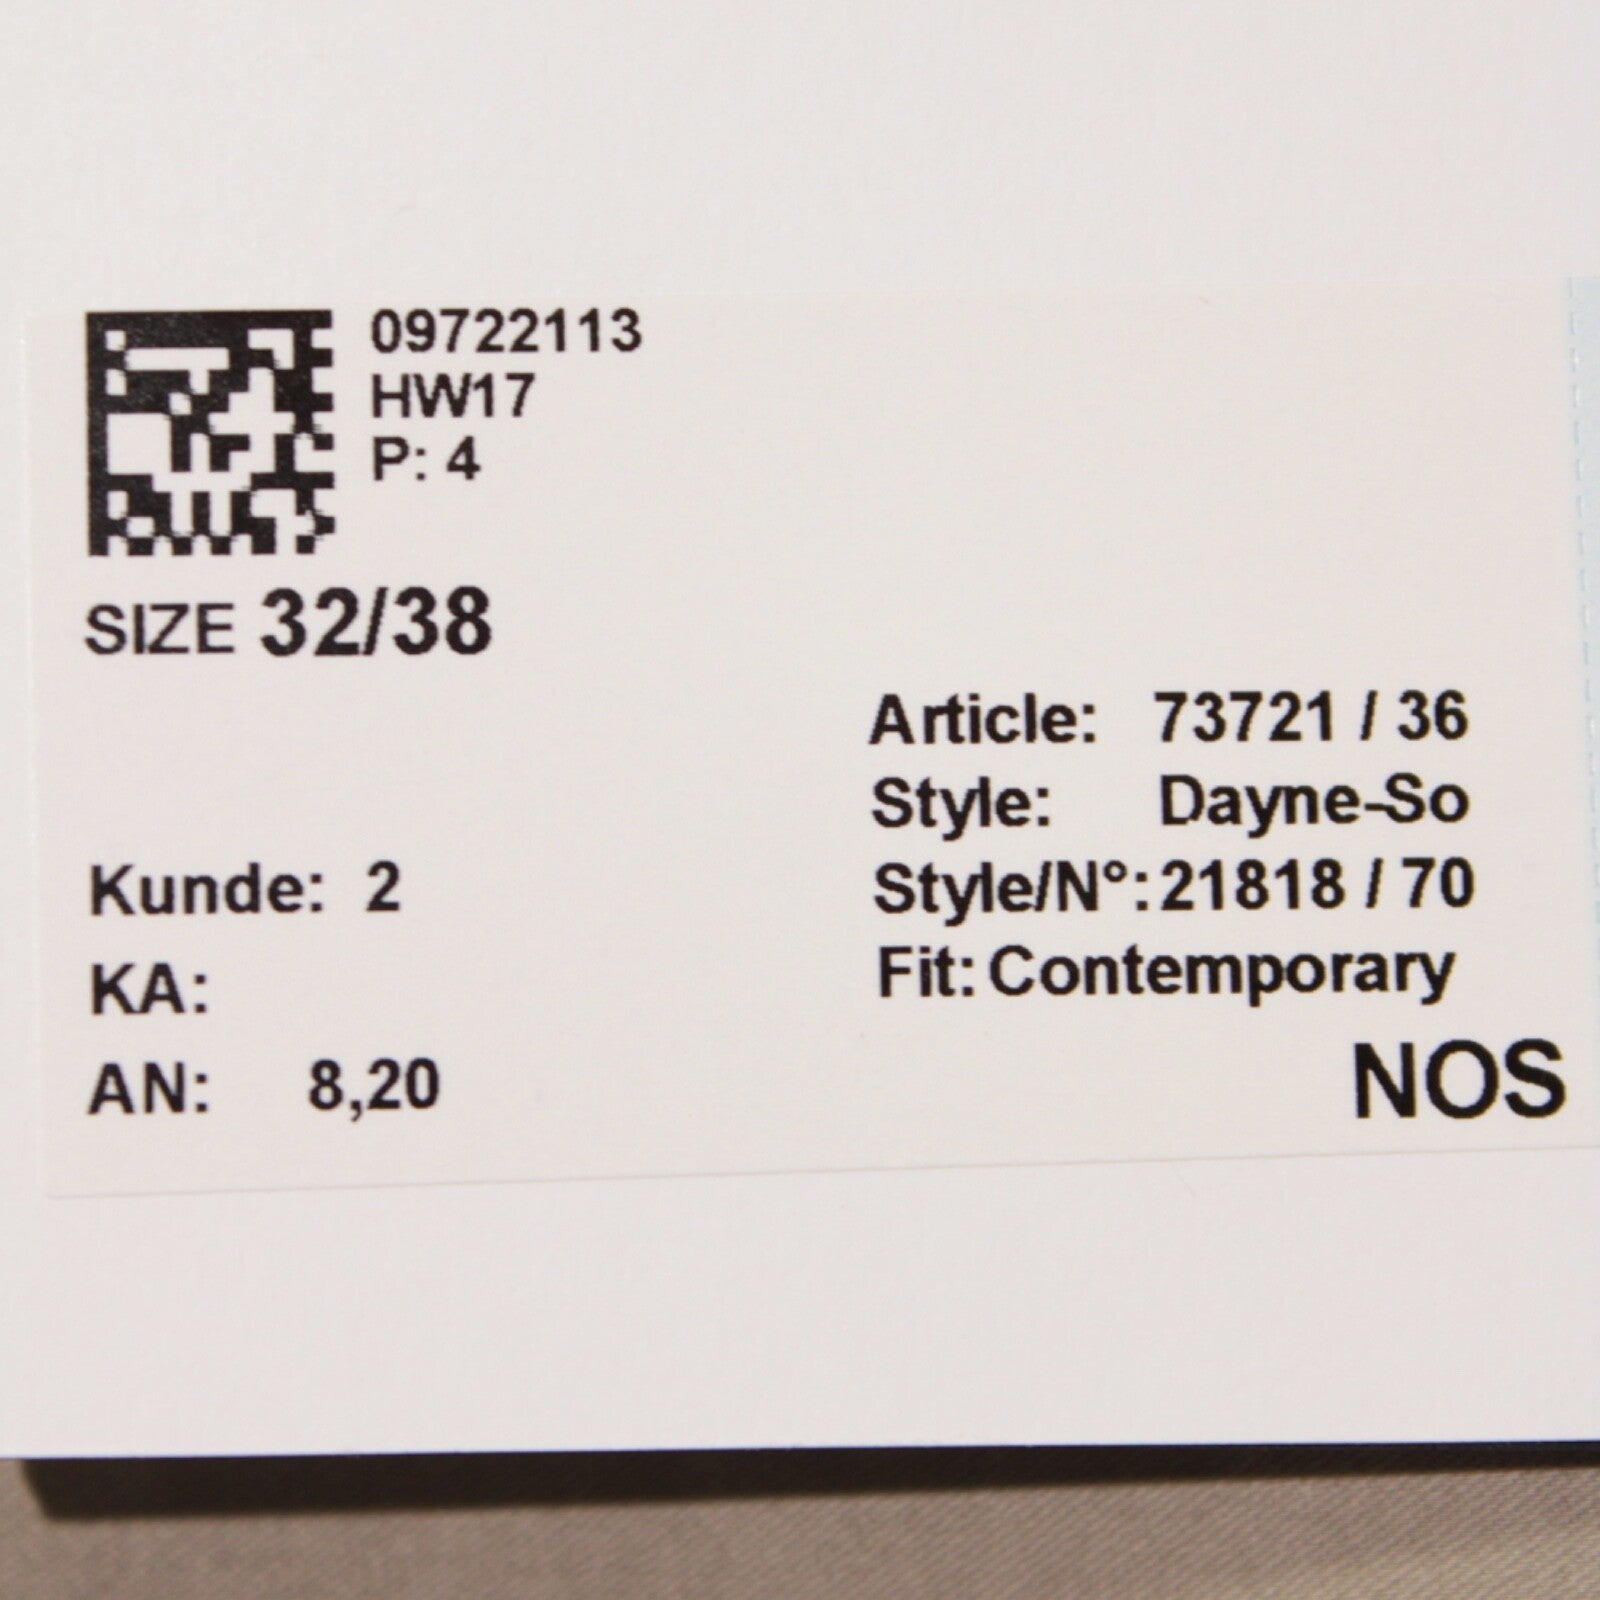 09722113
HW17
P: 4
SIZE 32/38
Article: 73721 / 36
Style: Dayne-So
Style/N°: 21818 / 70
Fit: Contemporary
NOS
Kunde: 2
KA:
AN: 8,20